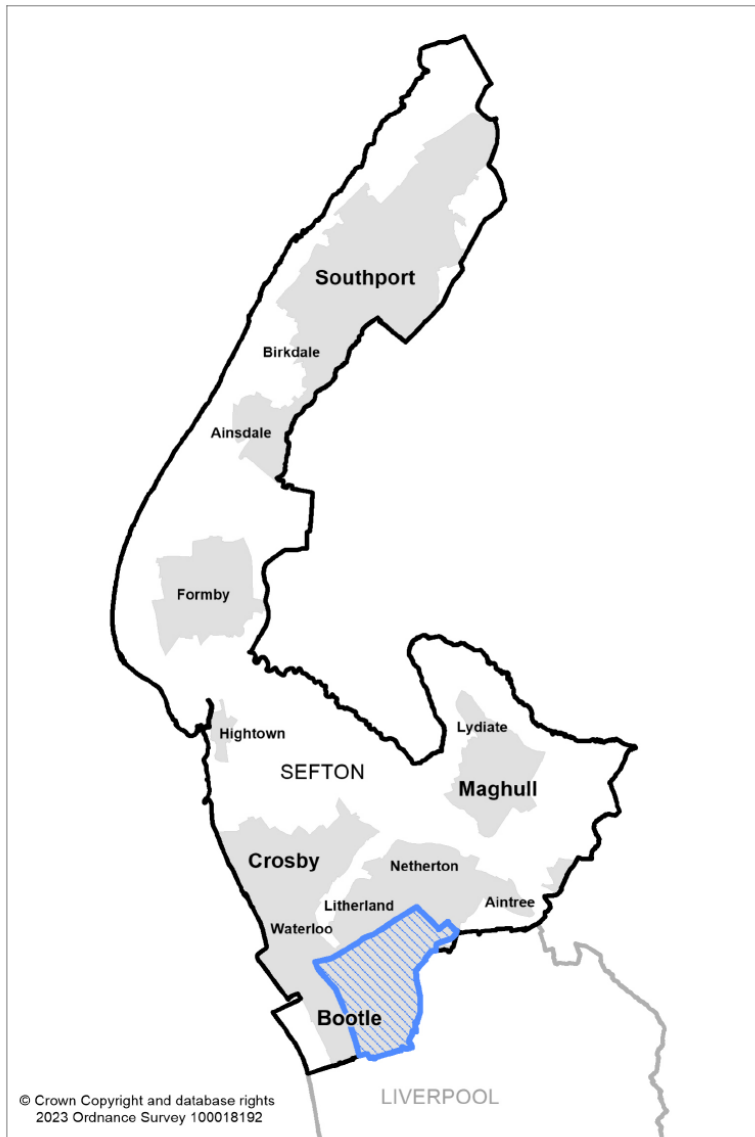 Southport
Birkdale
Ainsdale
Formby
Lydiate
Hightown
SEFTON
Maghull
Crosby
Netherton
Litherland
Aintree
Waterloo
Bootle
LIVERPOOL
© Crown Copyright and database rights
2023 Ordnance Survey 100018192